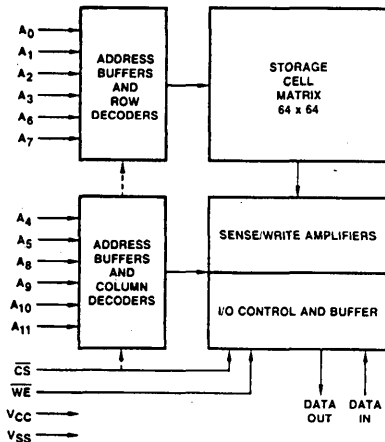 A0
A1
A2
A3
A6
A7
ADDRESS
BUFFERS
AND
ROW
DECODERS
STORAGE
CELL
MATRIX
64 x 64
A4
A5
A8
A9
A10
A11
ADDRESS
BUFFERS
AND
COLUMN
DECODERS
SENSE/WRITE AMPLIFIERS
I/O CONTROL AND BUFFER
CS
WE
VCC
VSS
DATA
OUT
DATA
IN